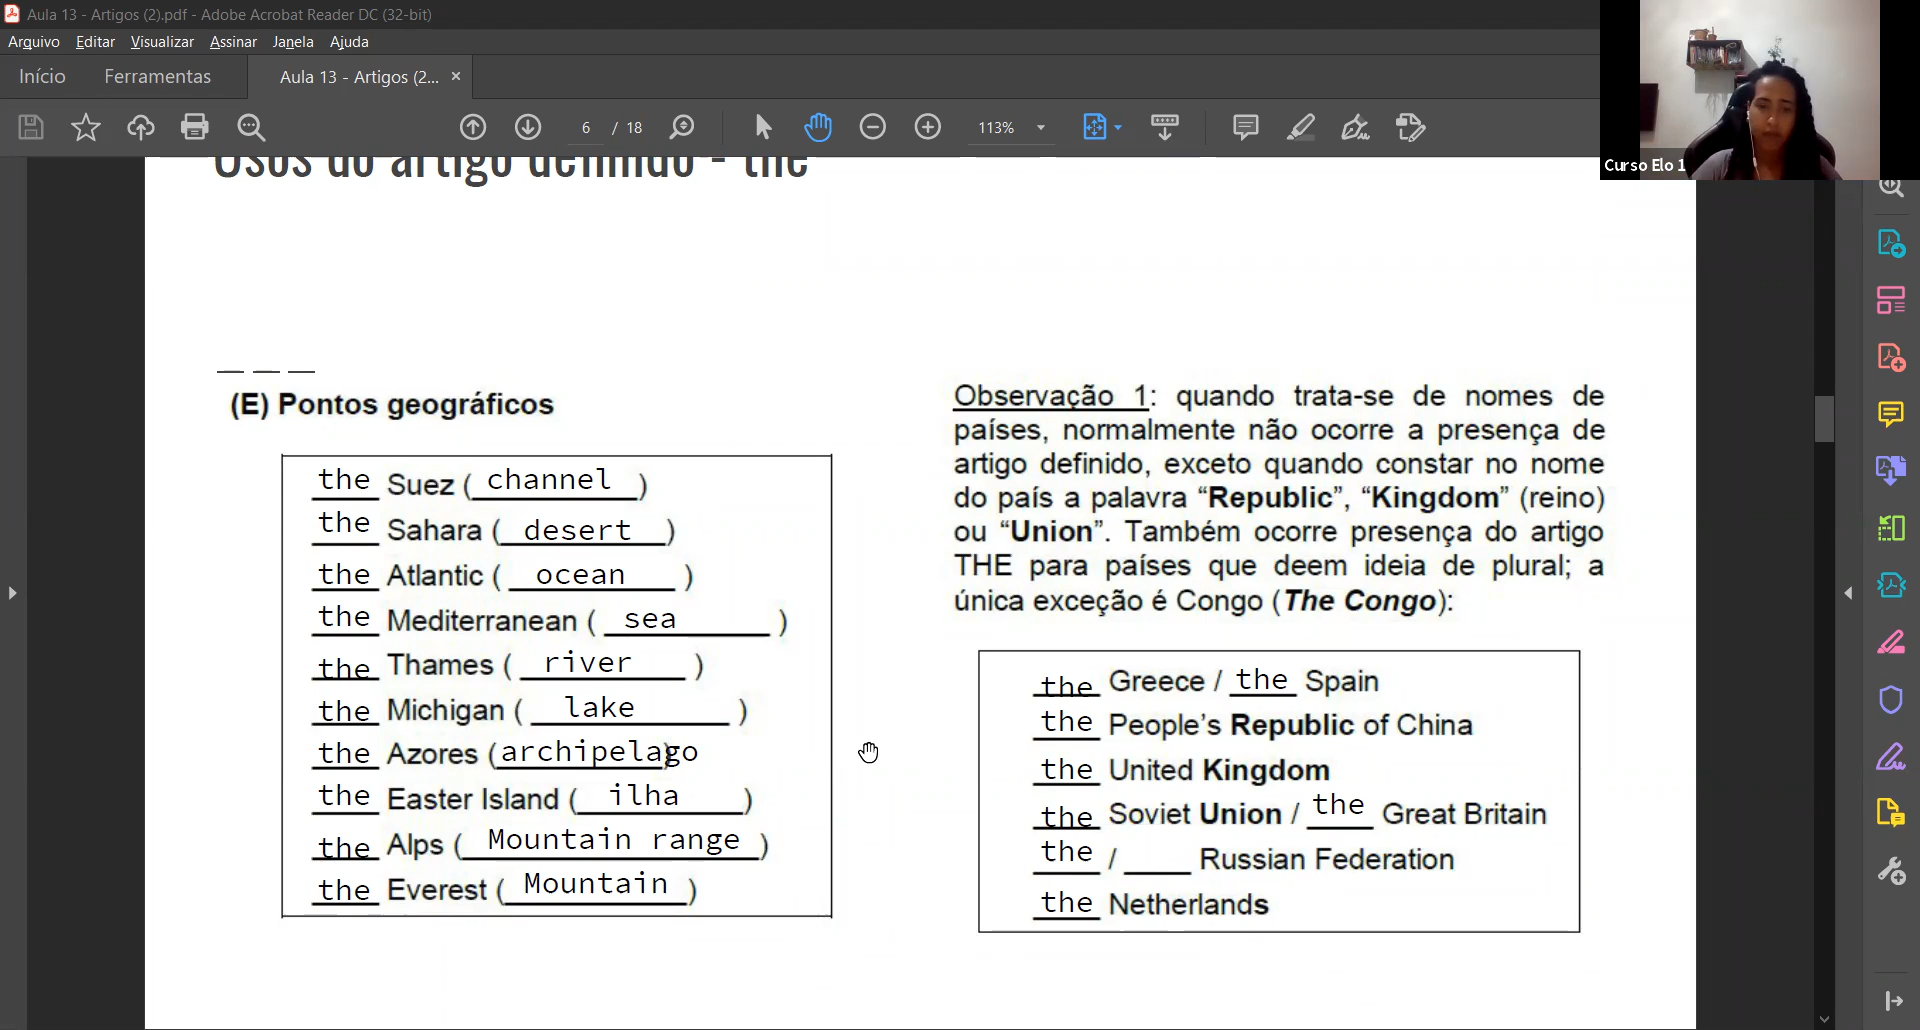 Aula 13 - Artigos (2).pdf - Adobe Acrobat Reader DC (32-bit)
Arquivo Editar Visualizar Assinar Janela Ajuda
Início Ferramentas Aula 13 - Artigos (2... ×
6 / 18 113%
Curso Elo 1
Usos do artigo definido - the
(E) Pontos geográficos
the Suez (channel)
the Sahara (desert)
the Atlantic (ocean)
the Mediterranean (sea)
the Thames (river)
the Michigan (lake)
the Azores (archipelago)
the Easter Island (ilha)
the Alps (Mountain range)
the Everest (Mountain)
Observação 1: quando trata-se de nomes de
países, normalmente não ocorre a presença de
artigo definido, exceto quando constar no nome
do país a palavra “Republic”, “Kingdom” (reino)
ou “Union”. Também ocorre presença do artigo
THE para países que deem ideia de plural; a
única exceção é Congo (The Congo):
the Greece / the Spain
the People’s Republic of China
the United Kingdom
the Soviet Union / the Great Britain
the / ____ Russian Federation
the Netherlands